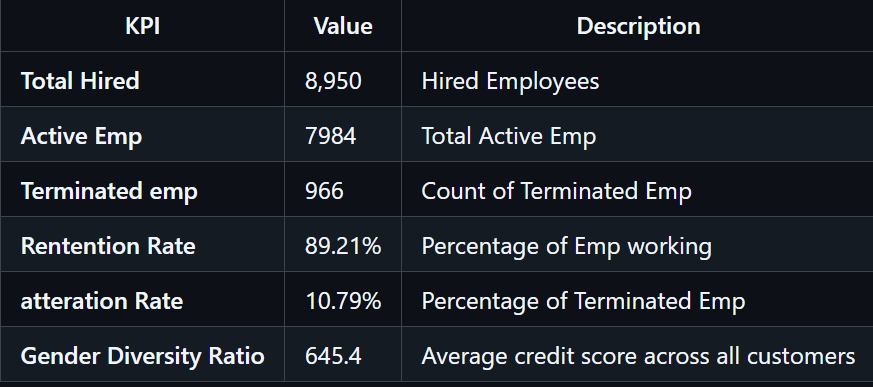 KPI Value Description
Total Hired 8,950 Hired Employees
Active Emp 7984 Total Active Emp
Terminated emp 966 Count of Terminated Emp
Rentention Rate 89.21% Percentage of Emp working
atteration Rate 10.79% Percentage of Terminated Emp
Gender Diversity Ratio 645.4 Average credit score across all customers